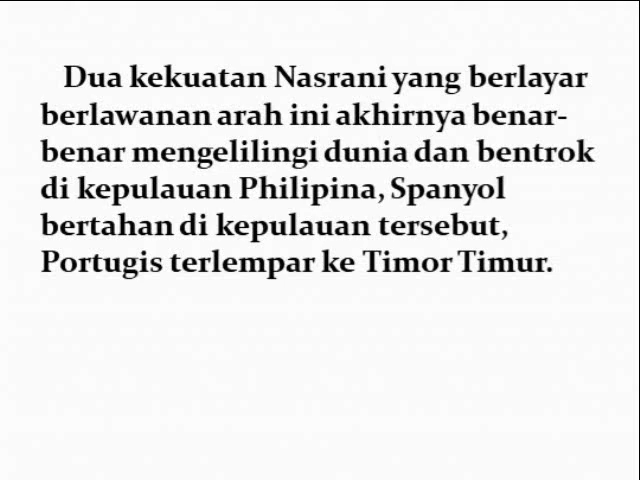 Dua kekuatan Nasrani yang berlayar
berlawanan arah ini akhirnya benar-
benar mengelilingi dunia dan bentrok
di kepulauan Philipina, Spanyol
bertahan di kepulauan tersebut,
Portugis terlempar ke Timor Timur.